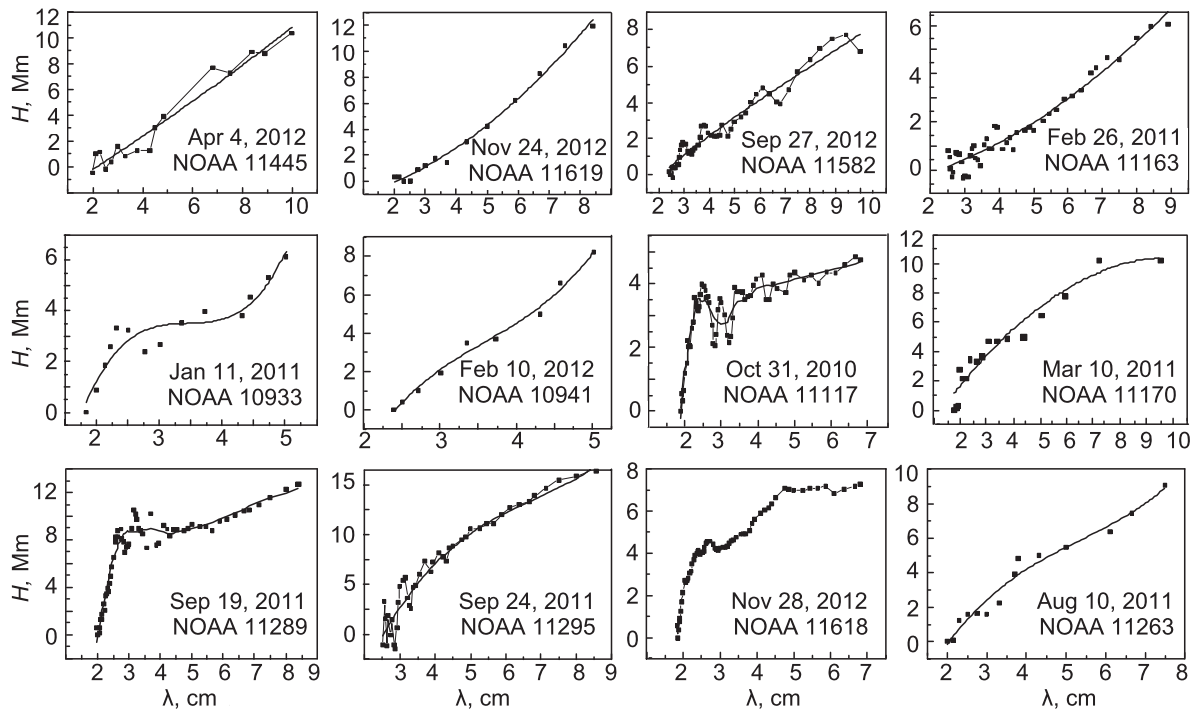 H, Mm
12
10
8
6
4
2
0
2 4 6 8 10
Apr 4, 2012
NOAA 11445
12
10
8
6
4
2
0
2 3 4 5 6 7 8
Nov 24, 2012
NOAA 11619
8
6
4
2
0
3 4 5 6 7 8 9 10
Sep 27, 2012
NOAA 11582
6
4
2
0
2 3 4 5 6 7 8 9
Feb 26, 2011
NOAA 11163
H, Mm
6
4
2
0
2 3 4 5
Jan 11, 2011
NOAA 10933
8
6
4
2
0
2 3 4 5
Feb 10, 2012
NOAA 10941
4
2
0
2 3 4 5 6 7
Oct 31, 2010
NOAA 11117
12
10
8
6
4
2
0
2 3 4 5 6 7 8 9 10
Mar 10, 2011
NOAA 11170
H, Mm
12
8
4
0
2 3 4 5 6 7 8 9
Sep 19, 2011
NOAA 11289
λ, cm
15
10
5
0
3 4 5 6 7 8 9
Sep 24, 2011
NOAA 11295
λ, cm
8
6
4
2
0
2 3 4 5 6 7
Nov 28, 2012
NOAA 11618
λ, cm
10
8
6
4
2
0
2 3 4 5 6 7 8
Aug 10, 2011
NOAA 11263
λ, cm